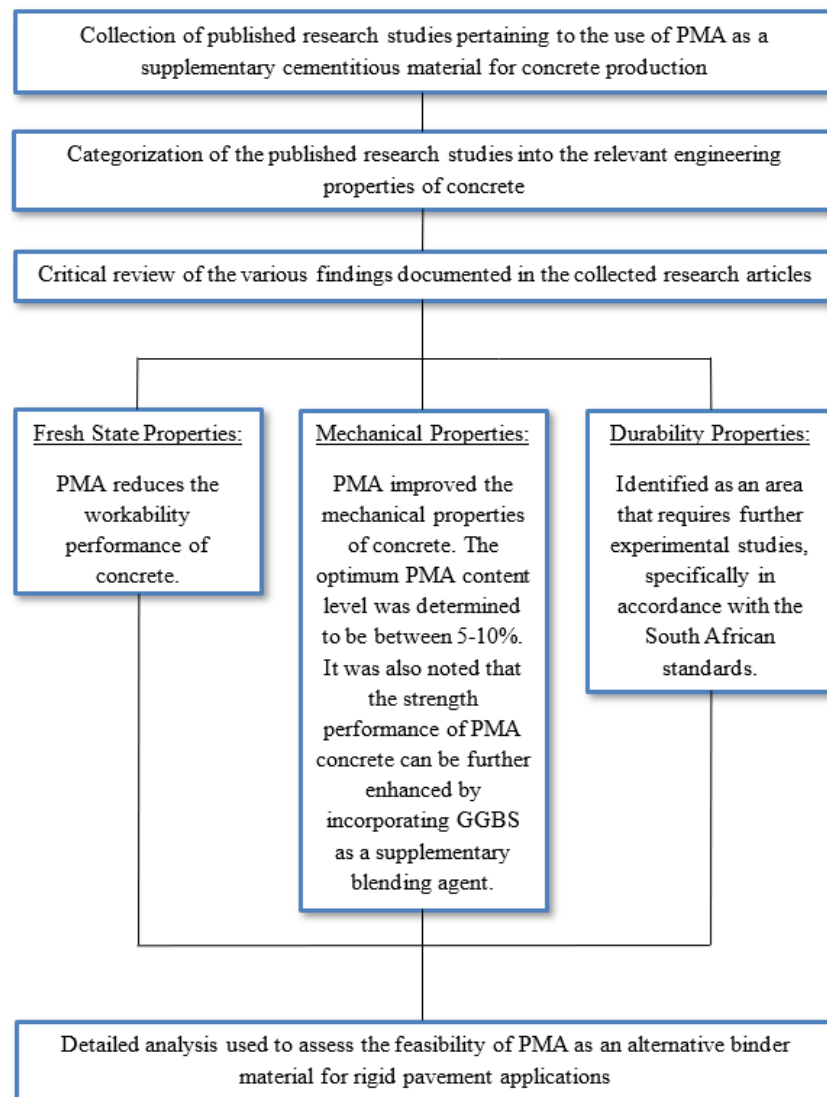 Collection of published research studies pertaining to the use of PMA as a
supplementary cementitious material for concrete production
Categorization of the published research studies into the relevant engineering
properties of concrete
Critical review of the various findings documented in the collected research articles
Fresh State Properties:
PMA reduces the
workability
performance of
concrete.
Mechanical Properties:
PMA improved the
mechanical properties
of concrete. The
optimum PMA content
level was determined
to be between 5-10%.
It was also noted that
the strength
performance of PMA
concrete can be further
enhanced by
incorporating GGBS
as a supplementary
blending agent.
Durability Properties:
Identified as an area
that requires further
experimental studies,
specifically in
accordance with the
South African
standards.
Detailed analysis used to assess the feasibility of PMA as an alternative binder
material for rigid pavement applications